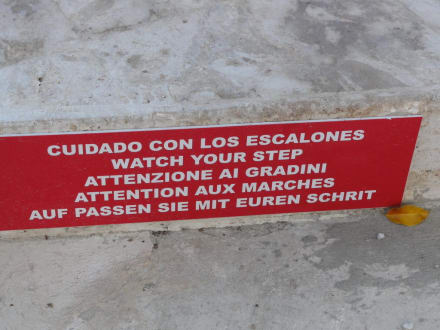 CUIDADO CON LOS ESCALONES
WATCH YOUR STEP
ATTENZIONE AI GRADINI
ATTENTION AUX MARCHES
AUF PASSEN SIE MIT EUREN SCHRIT